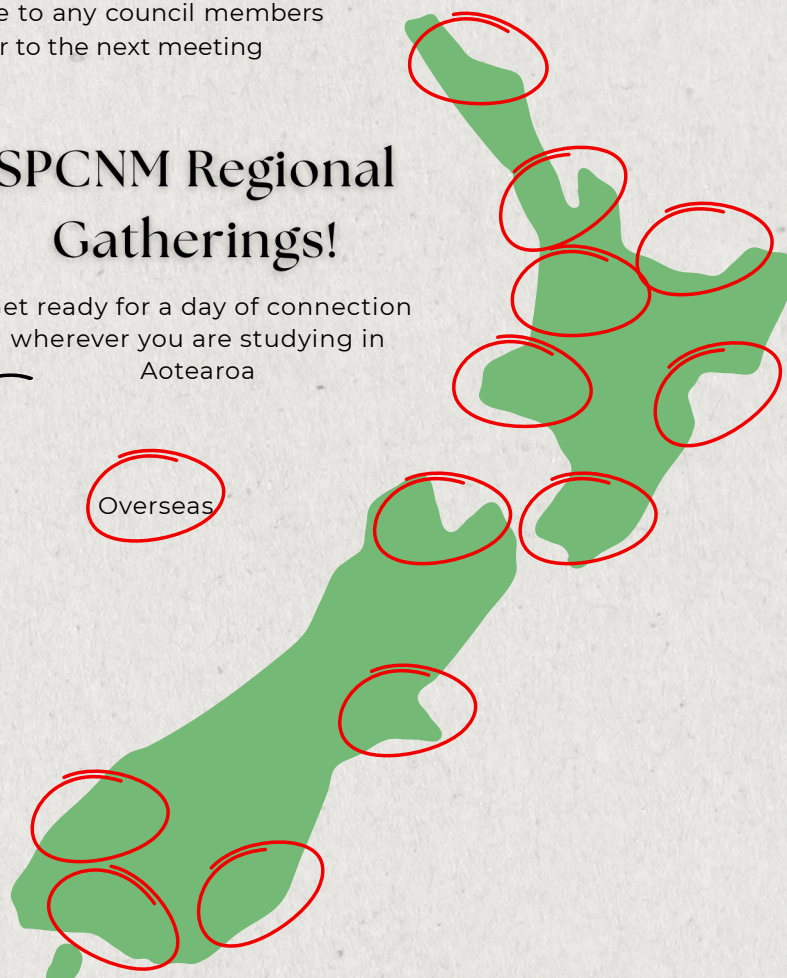 e to any council members
r to the next meeting
SPCNM Regional
Gatherings!
et ready for a day of connection
wherever you are studying in
Aotearoa
Overseas